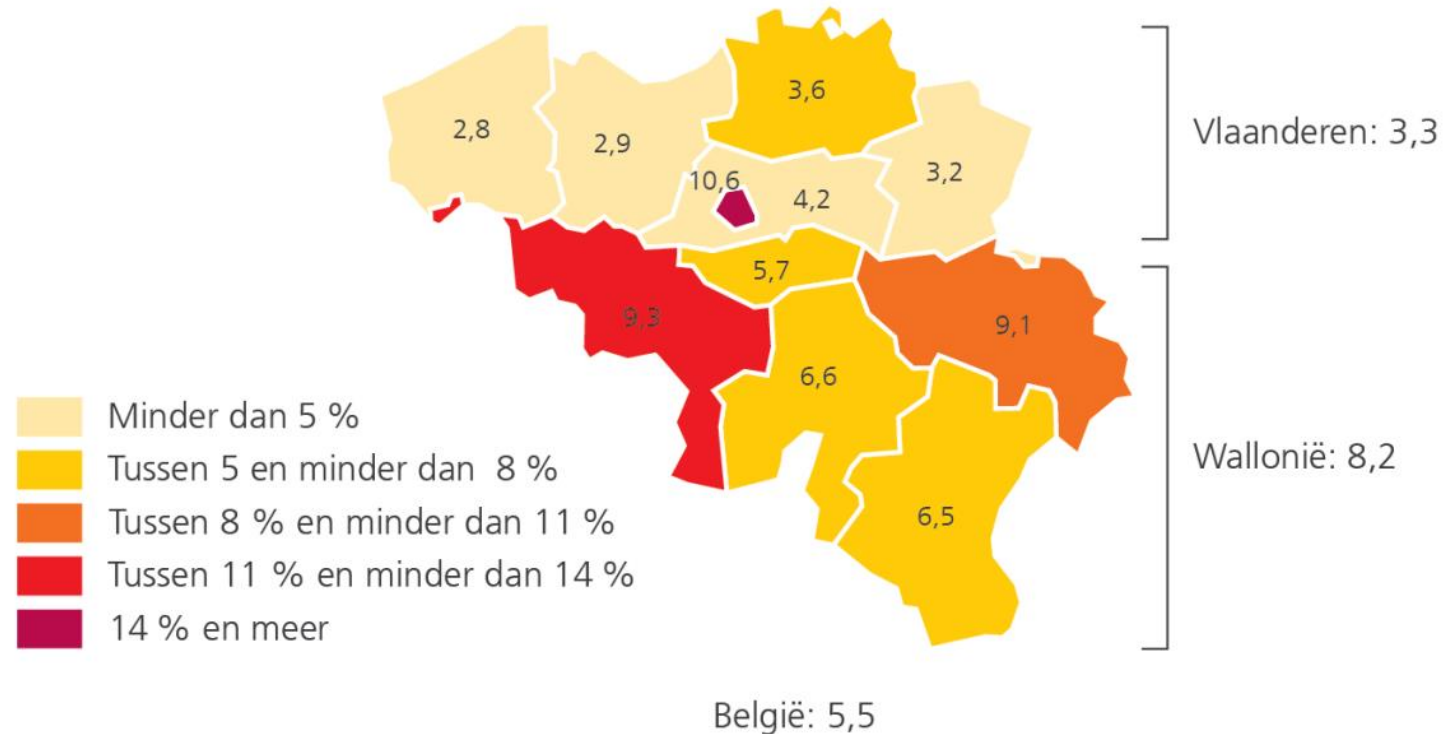 3,6
2,8
2,9
Vlaanderen: 3,3
3,2
10,6
4,2
5,7
9,3
9,1
6,6
Minder dan 5 %
Wallonië: 8,2
Tussen 5 en minder dan 8 %
6,5
Tussen 8 % en minder dan 11 %
Tussen 11 % en minder dan 14 %
14 % en meer
België: 5,5